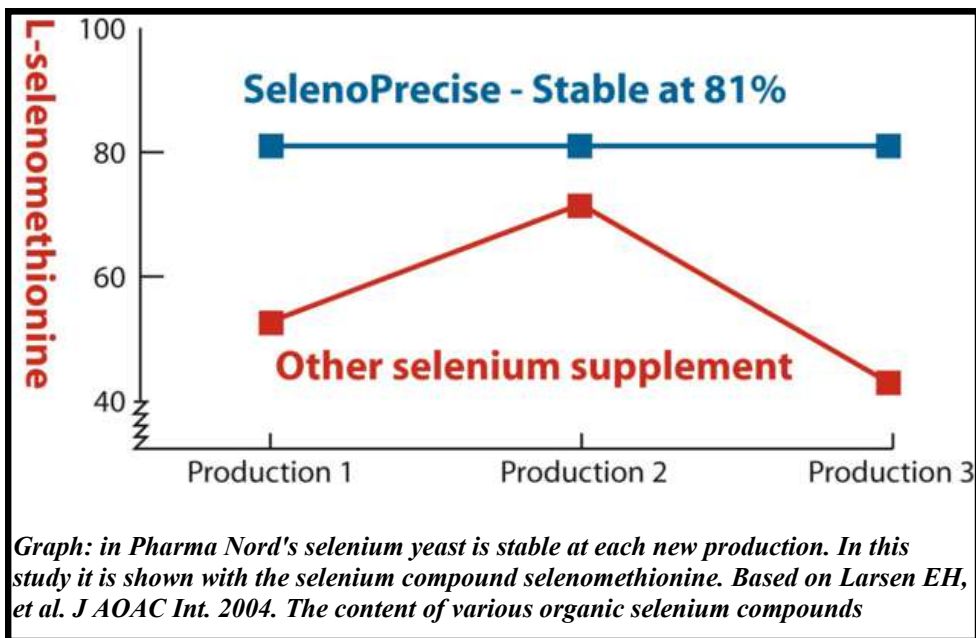 L-selenomethionine
100
80
60
40
SelenoPrecise - Stable at 81%
Other selenium supplement
Production 1
Production 2
Production 3
Graph: in Pharma Nord's selenium yeast is stable at each new production. In this
study it is shown with the selenium compound selenomethionine. Based on Larsen EH,
et al. J AOAC Int. 2004. The content of various organic selenium compounds